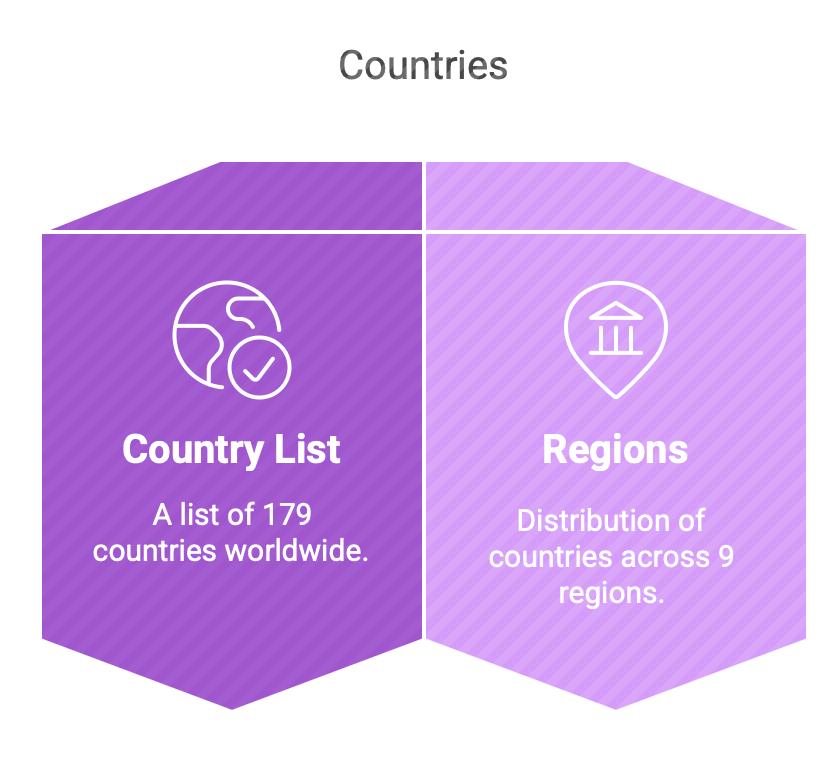 Countries
Country List
A list of 179
countries worldwide.
Regions
Distribution of
countries across 9
regions.